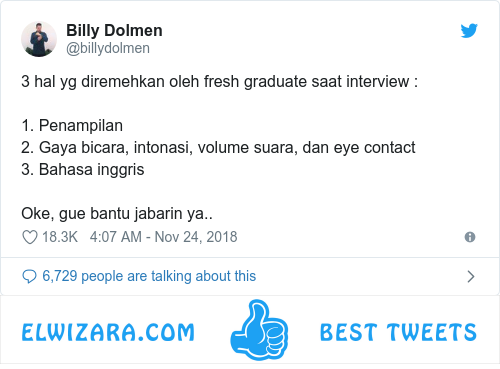 Billy Dolmen
@billydolmen
3 hal yg diremehkan oleh fresh graduate saat interview :
1. Penampilan
2. Gaya bicara, intonasi, volume suara, dan eye contact
3. Bahasa inggris
Oke, gue bantu jabarin ya..
18.3K 4:07 AM - Nov 24, 2018
6,729 people are talking about this
ELWIZARA.COM BEST TWEETS